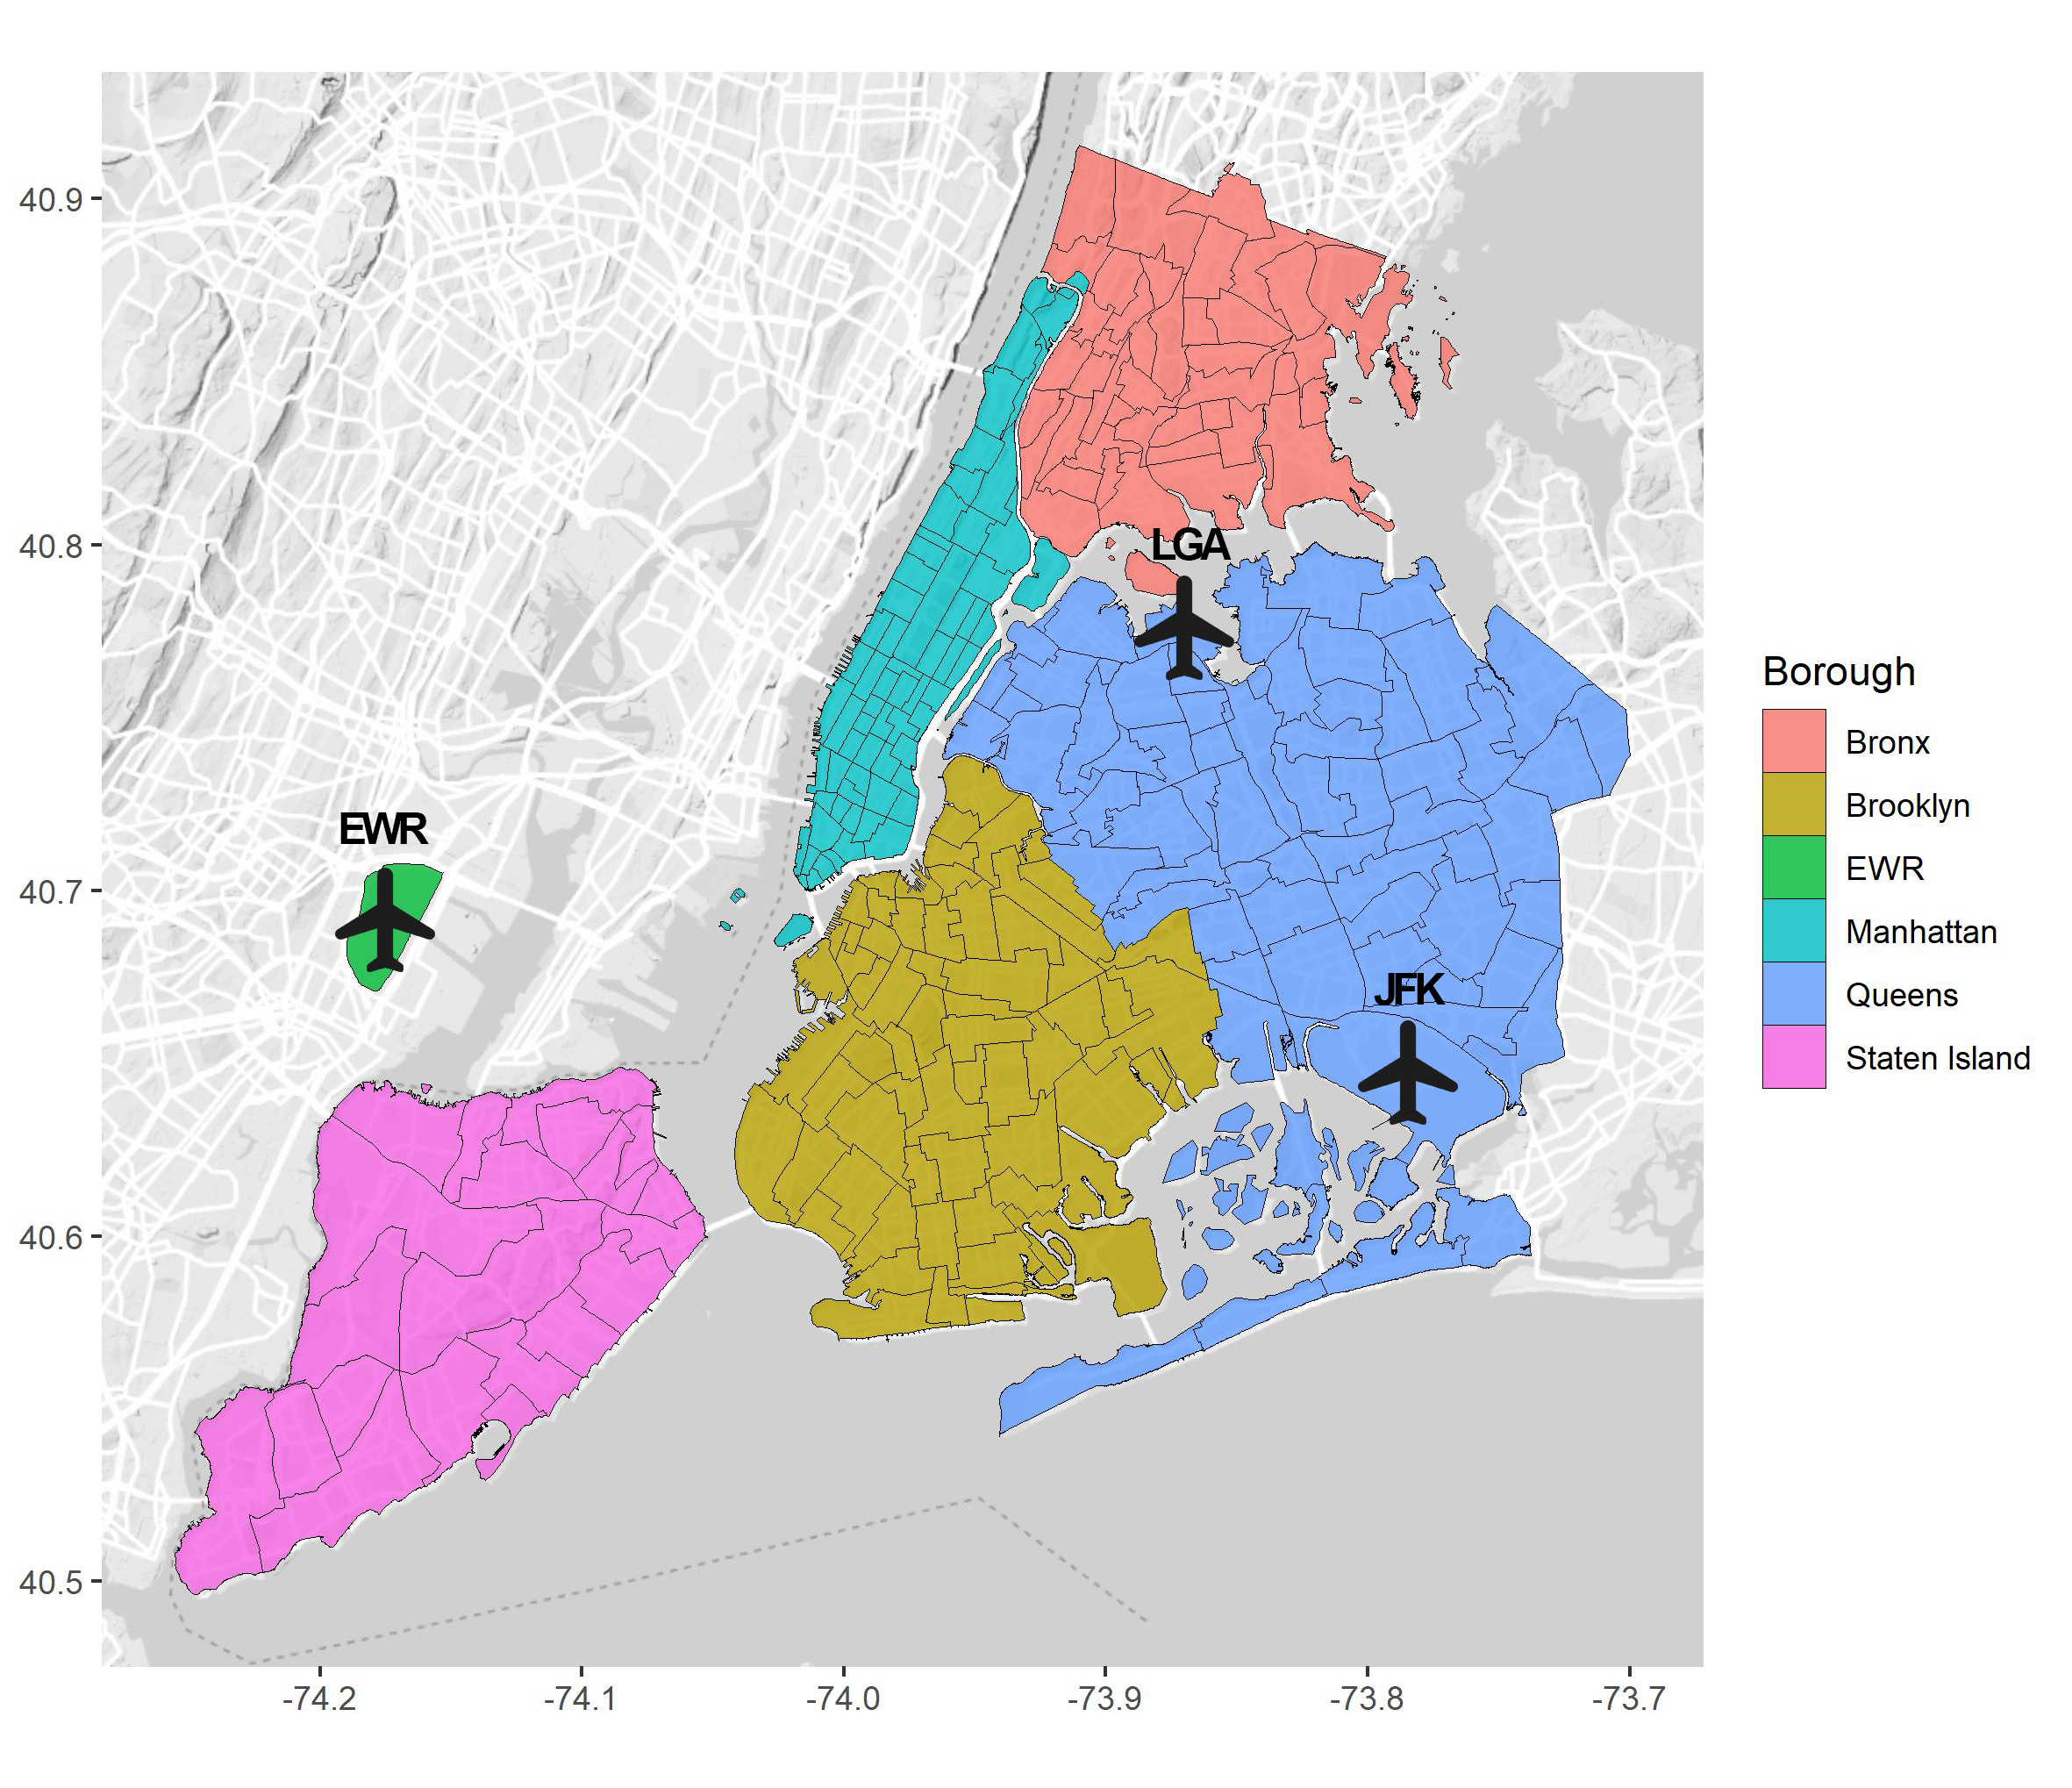 40.9
40.8
40.7
40.6
40.5
-74.2
-74.1
-74.0
-73.9
-73.8
-73.7
LGA
EWR
JFK
Borough
Bronx
Brooklyn
EWR
Manhattan
Queens
Staten Island